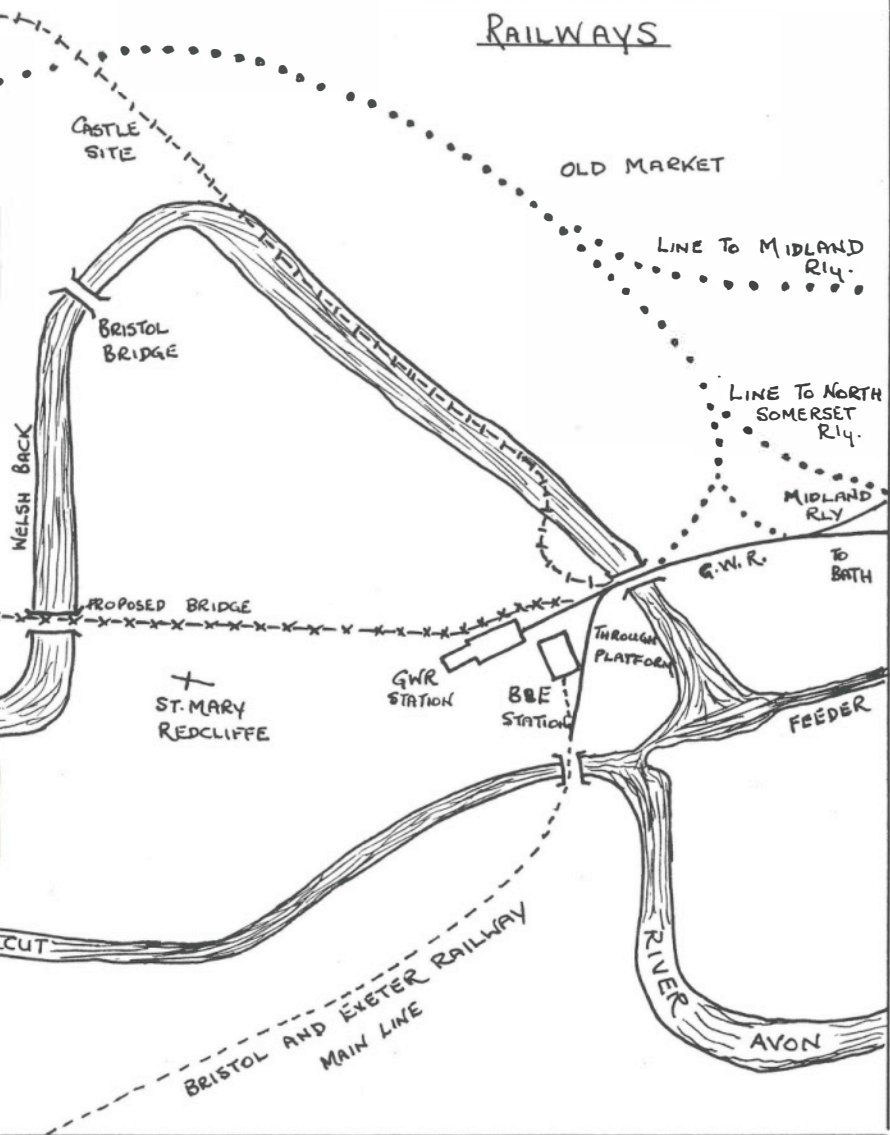 RAILWAYS
CASTLE
SITE
OLD MARKET
LINE TO MIDLAND
Rly.
BRISTOL
BRIDGE
LINE TO NORTH
SOMERSET
Rly.
WELSH BACK
MIDLAND
RLY
G.W.R.
TO
BATH
PROPOSED BRIDGE
THROUGH
PLATFORM
GWR
STATION
B&E
STATION
ST. MARY
REDCLIFFE
FEEDER
CUT
RIVER
AVON
BRISTOL AND EXETER RAILWAY
MAIN LINE